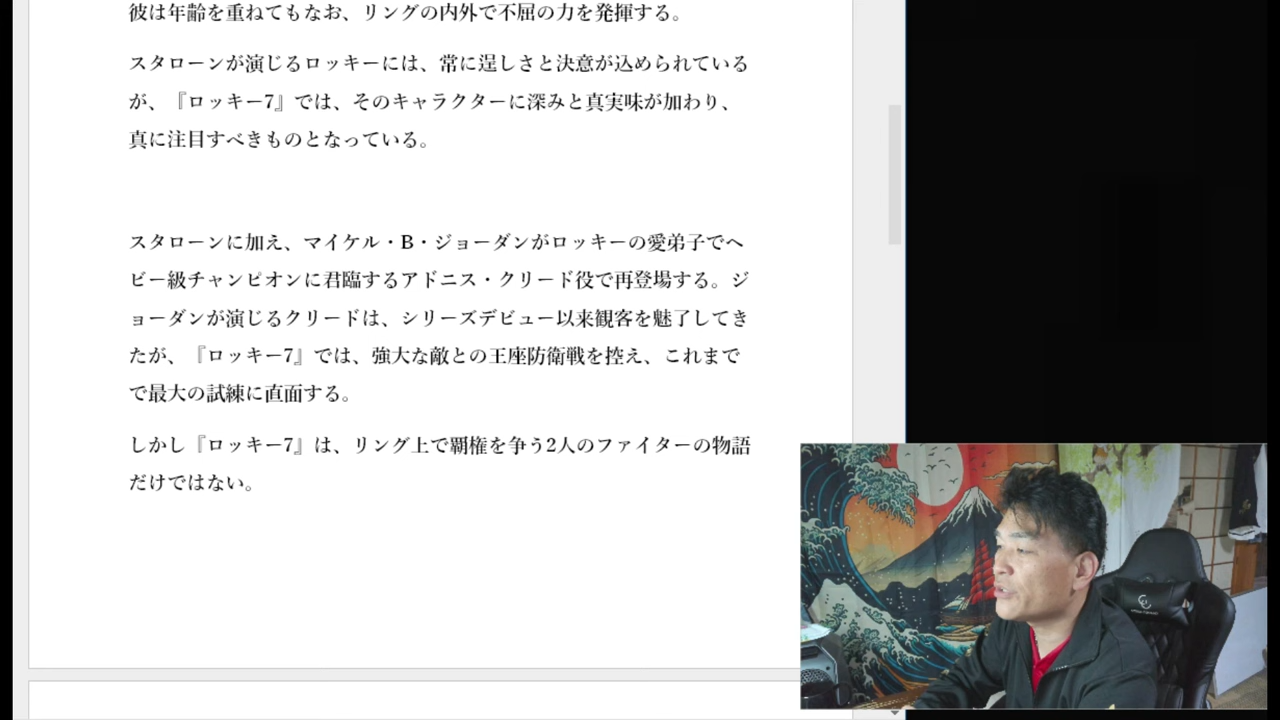 彼は年齢を重ねてもなお、リングの内外で不屈の力を発揮する。
スタローンが演じるロッキーには、常に逞しさと決意が込められている
が、『ロッキー7』では、そのキャラクターに深みと真実味が加わり、
真に注目すべきものとなっている。
スタローンに加え、マイケル・B・ジョーダンがロッキーの愛弟子でヘ
ビー級チャンピオンに君臨するアドニス・クリード役で再登場する。ジ
ョーダンが演じるクリードは、シリーズデビュー以来観客を魅了してき
たが、『ロッキー7』では、強大な敵との王座防衛戦を控え、これまで
で最大の試練に直面する。
しかし『ロッキー7』は、リング上で覇権を争う2人のファイターの物語
だけではない。